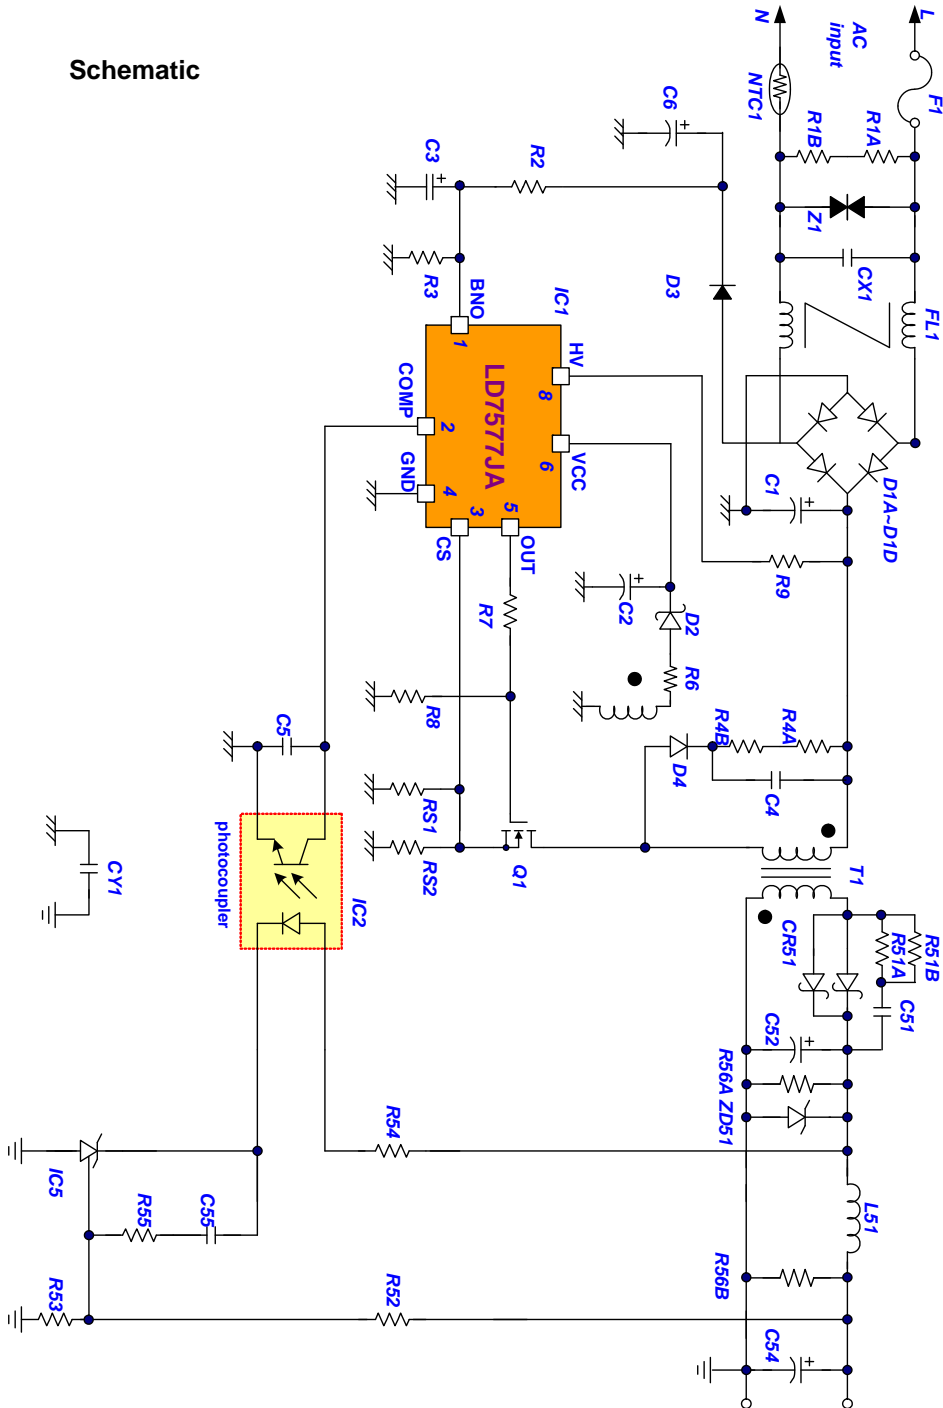 Schematic
L
N
AC
input
F1
NTC1
R1A
R1B
Z1
CX1
FL1
C6
D3
R2
C3
R3
BNO
IC1
HV
COMP
LD7577JA
1
8
2
6
4
3
5
VCC
GND
CS
OUT
D1A~D1D
C1
R9
C2
D2
R6
R7
R8
R4A
R4B
C4
D4
C5
RS1
RS2
Q1
T1
photocoupler
IC2
CY1
CR51
R51A
R51B
C51
C52
R56A
ZD51
R54
L51
IC5
R55
C55
R56B
R53
R52
C54